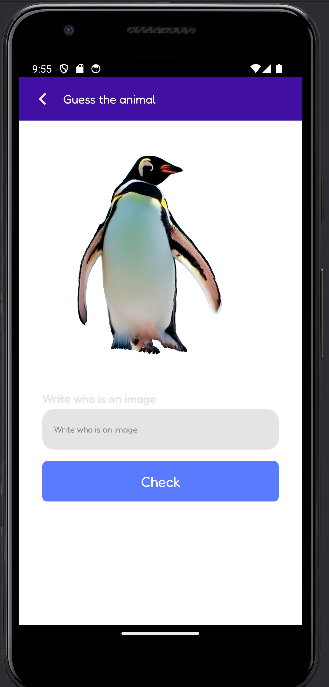 9:55
Guess the animal
Write who is on image
Write who is on image
Check